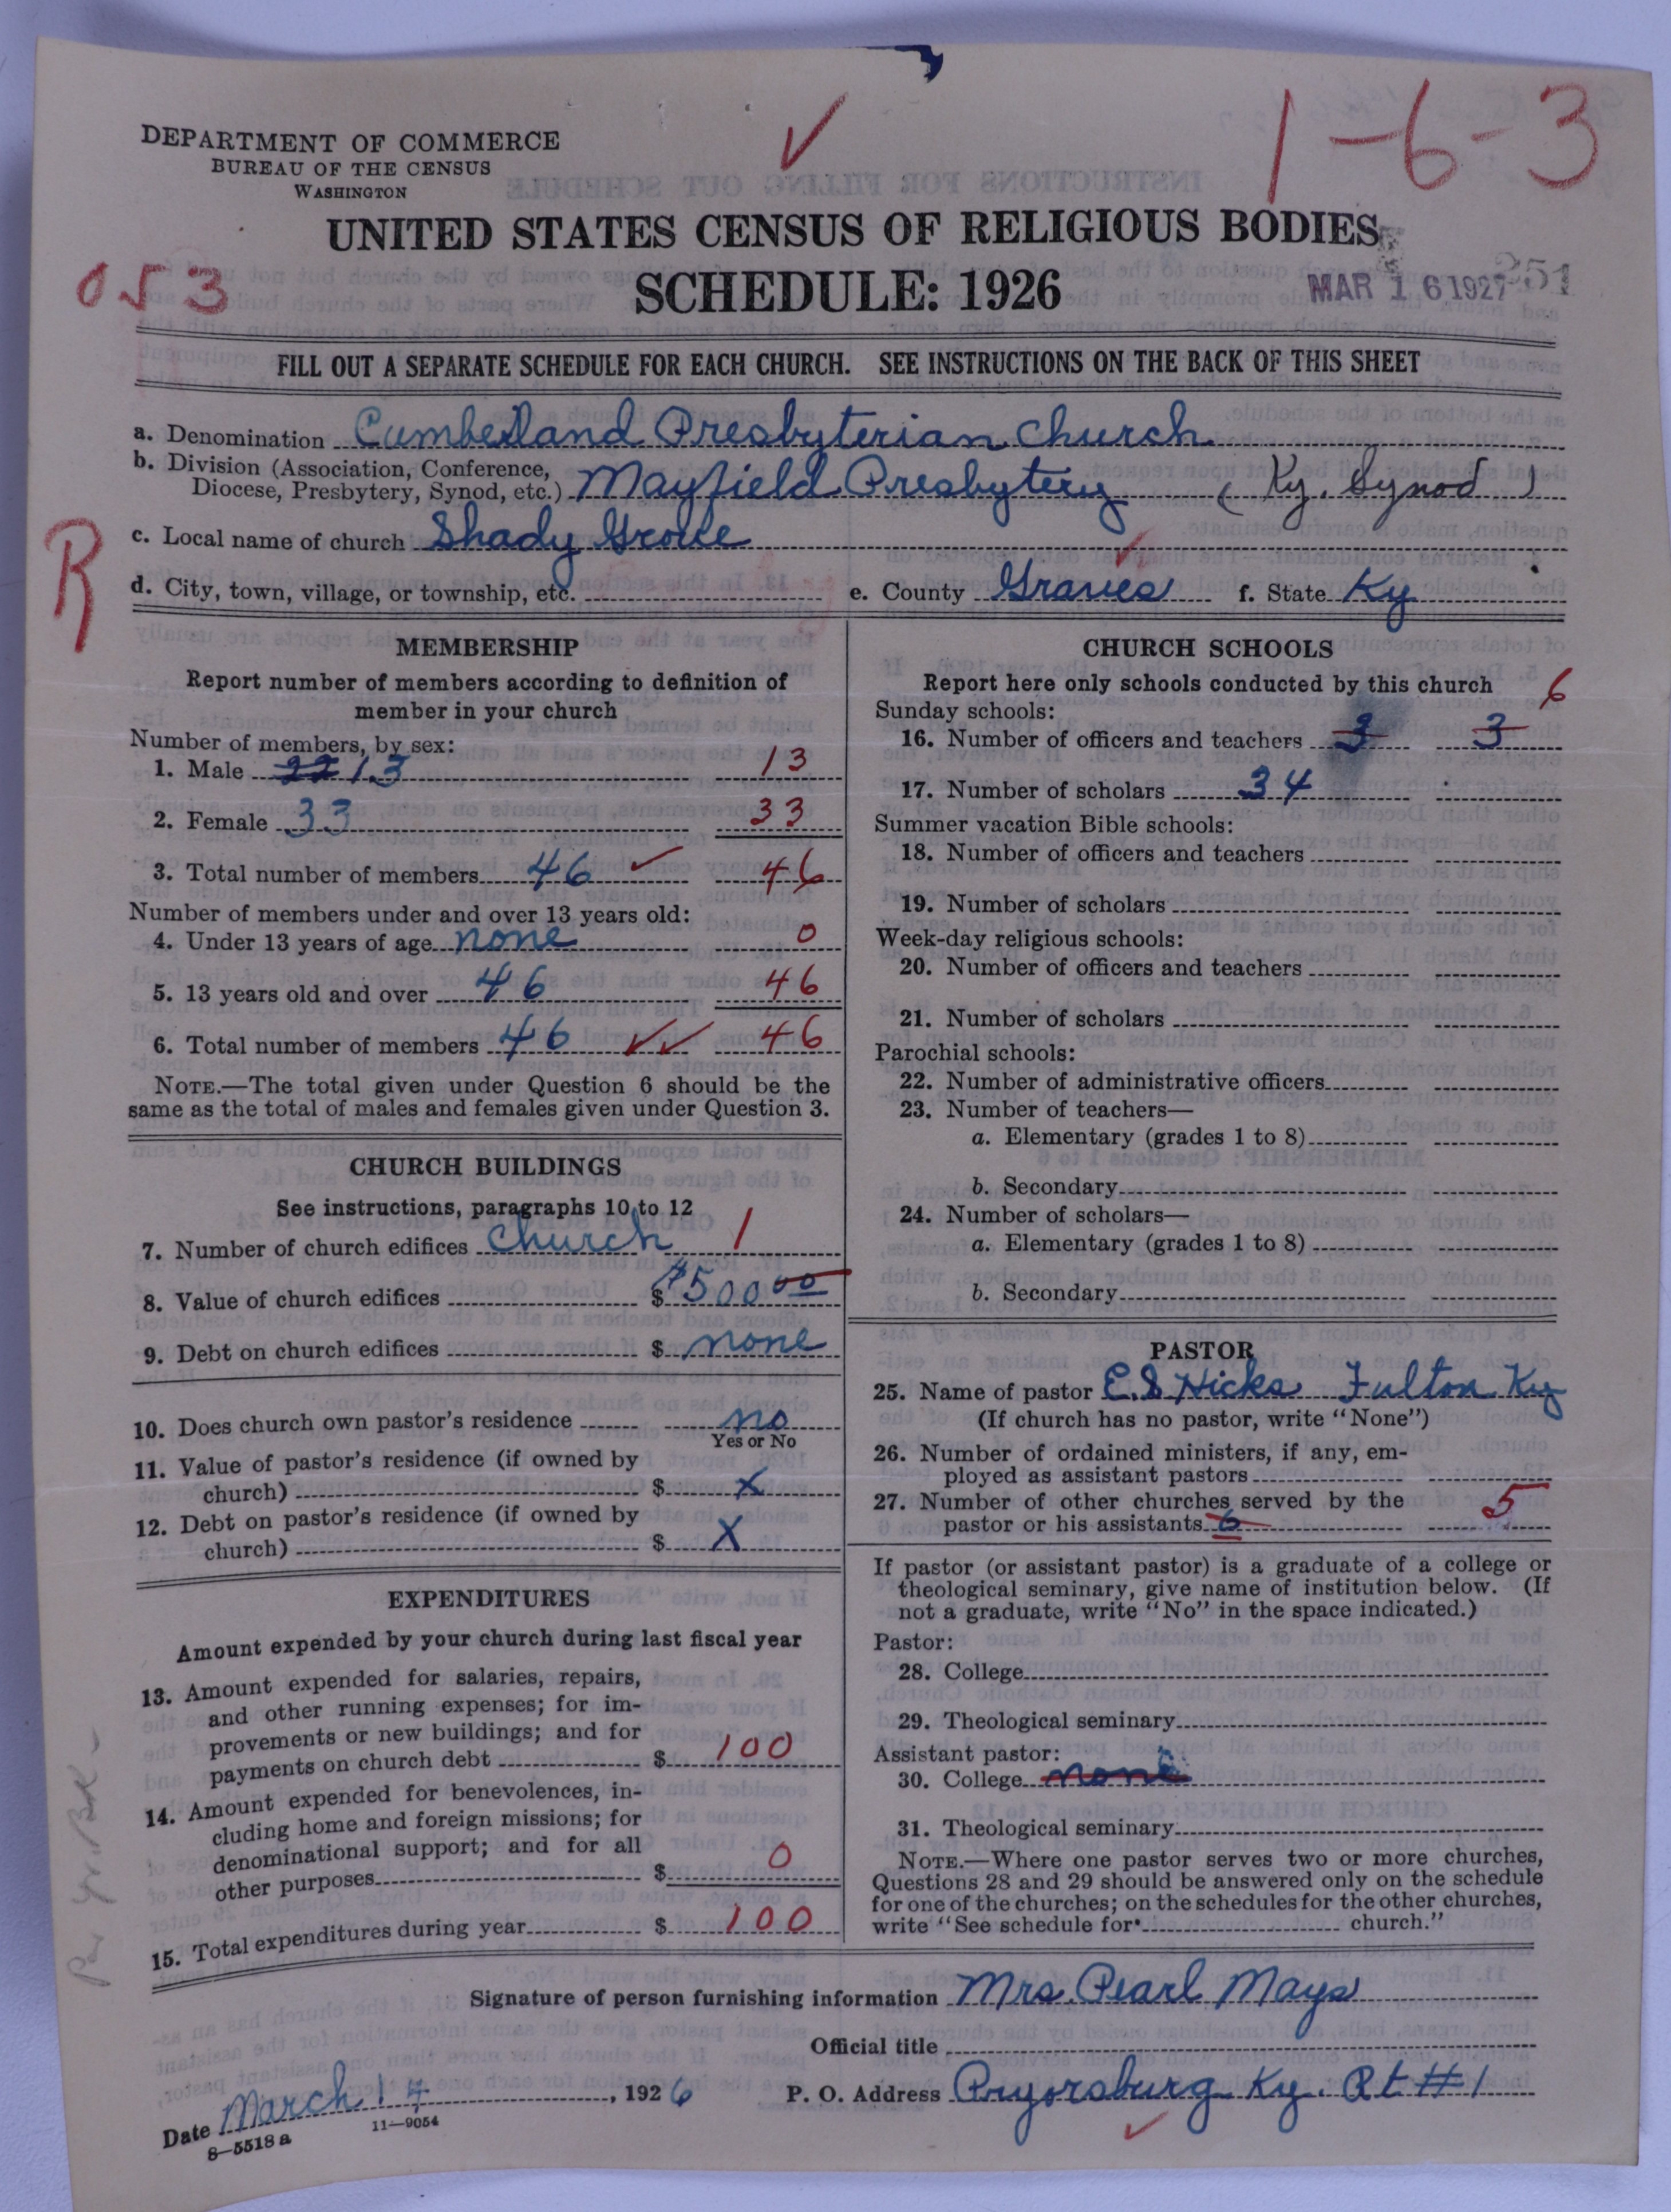 1-6-3
DEPARTMENT OF COMMERCE
BUREAU OF THE CENSUS
WASHINGTON
UNITED STATES CENSUS OF RELIGIOUS BODIES
053
SCHEDULE: 1926
MAR 16 1927
251
FILL OUT A SEPARATE SCHEDULE FOR EACH CHURCH. SEE INSTRUCTIONS ON THE BACK OF THIS SHEET
a. Denomination Cumberland Presbyterian Church
b. Division (Association, Conference, Diocese, Presbytery, Synod, etc.) Mayfield Presbytery (Ky. Synod)
R
c. Local name of church Shady Grove
d. City, town, village, or township, etc. e. County Graves f. State Ky
MEMBERSHIP
Report number of members according to definition of
member in your church
Number of members, by sex:
1. Male 22 13 13
2. Female 33 33
3. Total number of members 46 46
Number of members under and over 13 years old:
4. Under 13 years of age none 0
5. 13 years old and over 46 46
6. Total number of members 46 46
NOTE.—The total given under Question 6 should be the
same as the total of males and females given under Question 3.
CHURCH BUILDINGS
See instructions, paragraphs 10 to 12
7. Number of church edifices church 1
8. Value of church edifices $ $500 00
9. Debt on church edifices $ none
10. Does church own pastor's residence no
Yes or No
11. Value of pastor's residence (if owned by
church) $ X
12. Debt on pastor's residence (if owned by
church) $ X
EXPENDITURES
Amount expended by your church during last fiscal year
13. Amount expended for salaries, repairs,
and other running expenses; for im-
provements or new buildings; and for
payments on church debt $ 100
14. Amount expended for benevolences, in-
cluding home and foreign missions; for
denominational support; and for all
other purposes $ 0
15. Total expenditures during year $ 100
CHURCH SCHOOLS
Report here only schools conducted by this church
6
Sunday schools:
16. Number of officers and teachers 3 3
17. Number of scholars 34
Summer vacation Bible schools:
18. Number of officers and teachers
19. Number of scholars
Week-day religious schools:
20. Number of officers and teachers
21. Number of scholars
Parochial schools:
22. Number of administrative officers
23. Number of teachers—
a. Elementary (grades 1 to 8)
b. Secondary
24. Number of scholars—
a. Elementary (grades 1 to 8)
b. Secondary
PASTOR
25. Name of pastor E.S Hicks Fulton Ky
(If church has no pastor, write "None")
26. Number of ordained ministers, if any, em-
ployed as assistant pastors
27. Number of other churches served by the
pastor or his assistants 6 5
If pastor (or assistant pastor) is a graduate of a college or
theological seminary, give name of institution below. (If
not a graduate, write "No" in the space indicated.)
Pastor:
28. College
29. Theological seminary
Assistant pastor:
30. College none
31. Theological seminary
NOTE.—Where one pastor serves two or more churches,
Questions 28 and 29 should be answered only on the schedule
for one of the churches; on the schedules for the other churches,
write "See schedule for church."
Signature of person furnishing information Mrs. Pearl Mays
Official title
Date March 14, 1926 P. O. Address Pryorsburg Ky. Rt #1
8—5518 a 11—9054